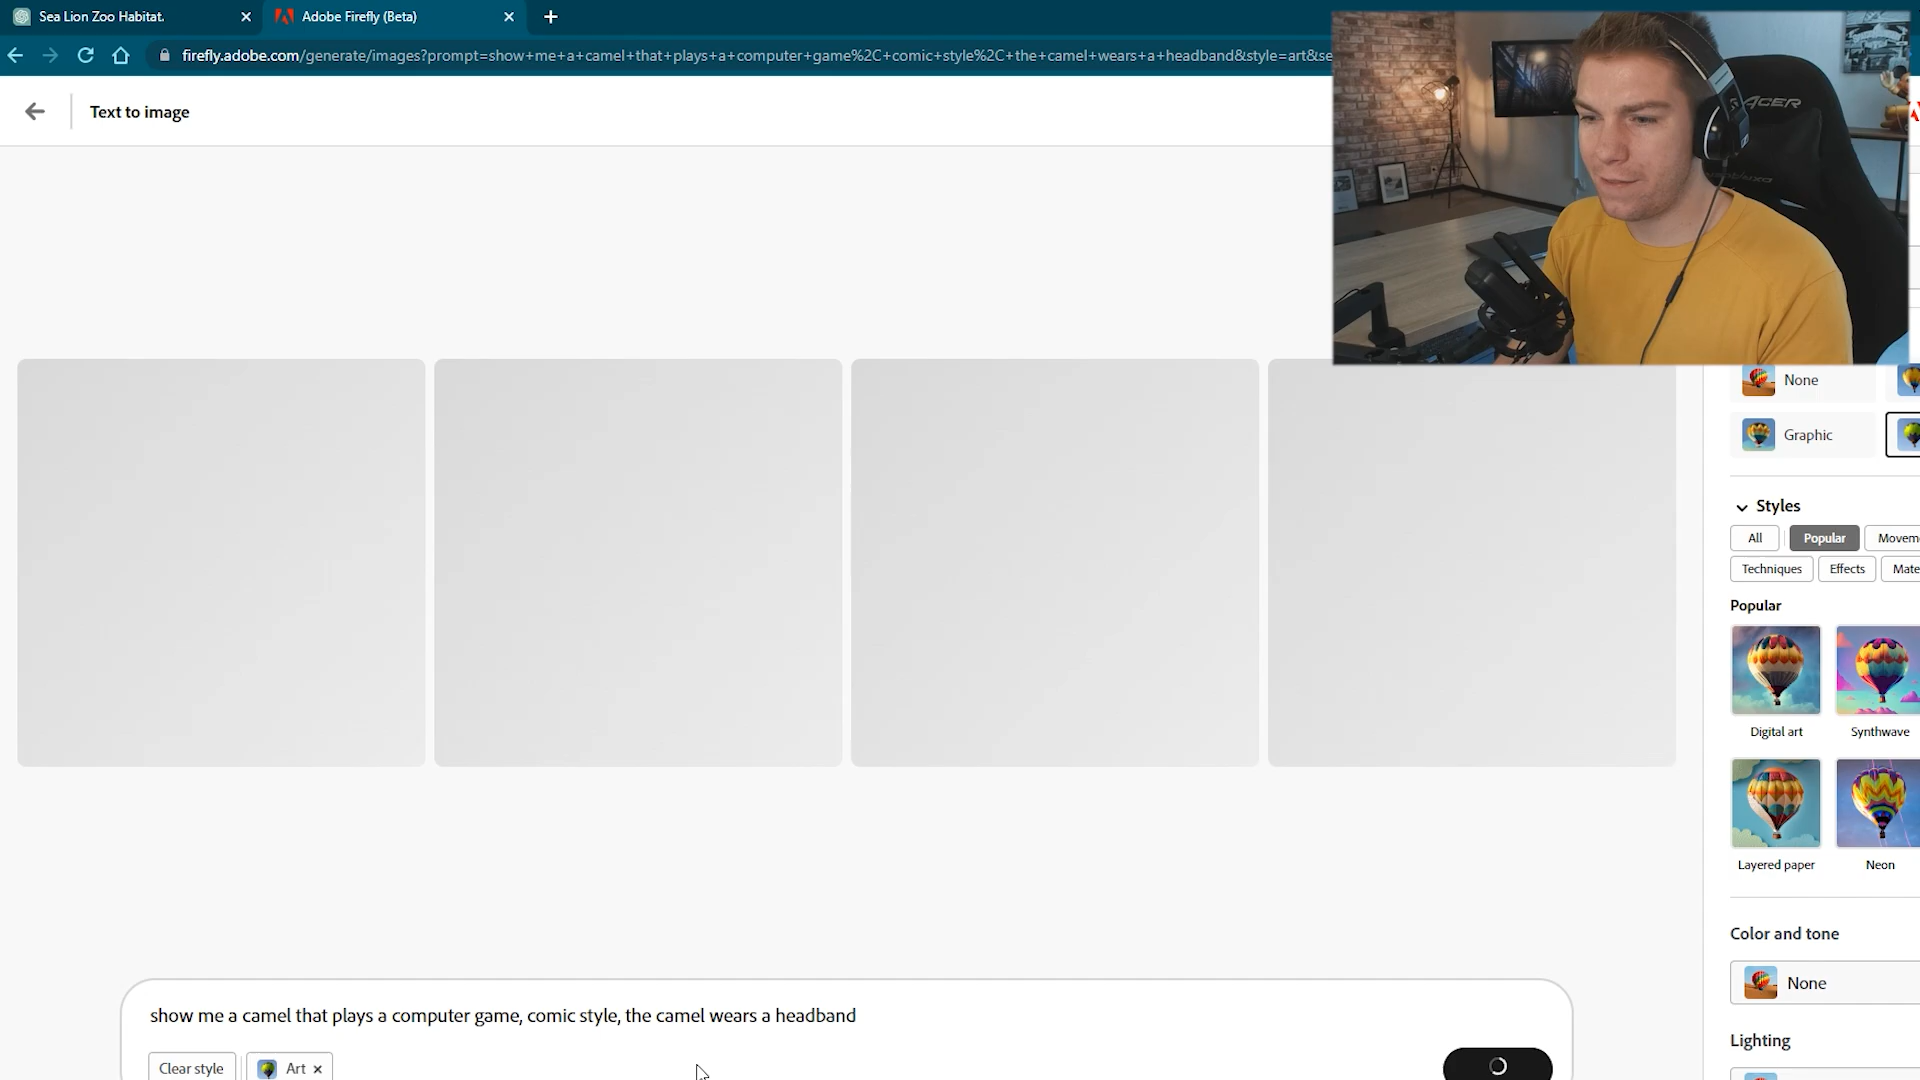 Sea Lion Zoo Habitat.
Adobe Firefly (Beta)
firefly.adobe.com/generate/images?prompt=show+me+a+camel+that+plays+a+computer+game%2C+comic+style%2C+the+camel+wears+a+headband&style=art&se
Text to image
ACER
None
Graphic
Styles
All
Popular
Movem
Techniques
Effects
Mate
Popular
Digital art
Synthwave
Layered paper
Neon
Color and tone
None
Lighting
show me a camel that plays a computer game, comic style, the camel wears a headband
Clear style
Art